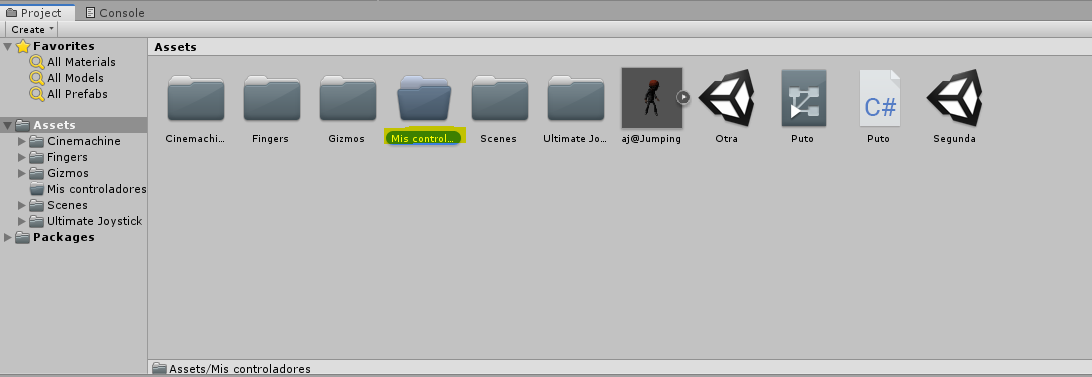 Project Console
Create
Favorites
All Materials
All Models
All Prefabs
Assets
Cinemachine
Fingers
Gizmos
Mis controladores
Scenes
Ultimate Joystick
Packages
Assets
Cinemachi...
Fingers
Gizmos
Mis control...
Scenes
Ultimate Jo...
aj@Jumping
Otra
Puto
C#
Puto
Segunda
Assets/Mis controladores